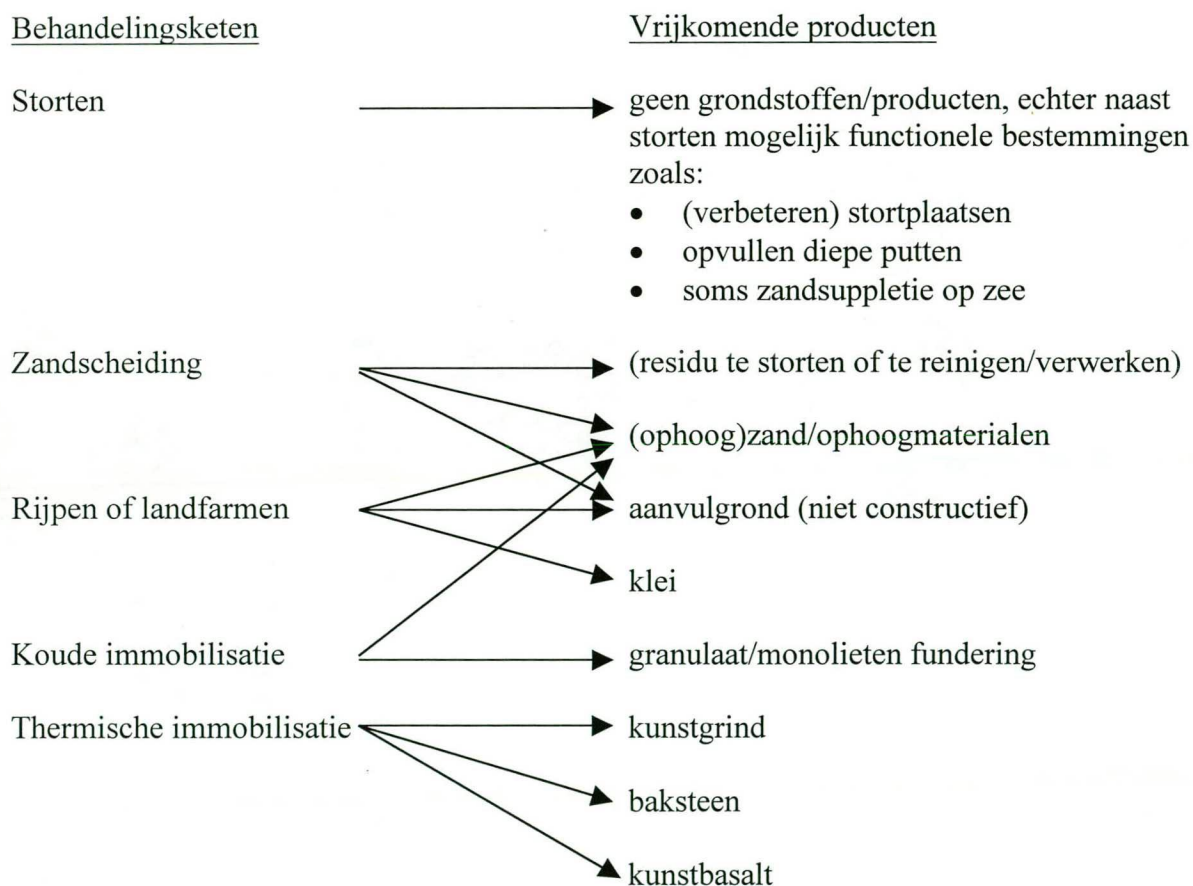 Behandelingsketen
Vrijkomende producten
Storten
geen grondstoffen/producten, echter naast
storten mogelijk functionele bestemmingen
zoals:
• (verbeteren) stortplaatsen
• opvullen diepe putten
• soms zandsuppletie op zee
Zandscheiding
(residu te storten of te reinigen/verwerken)
(ophoog)zand/ophoogmaterialen
Rijpen of landfarmen
aanvulgrond (niet constructief)
klei
Koude immobilisatie
granulaat/monolieten fundering
Thermische immobilisatie
kunstgrind
baksteen
kunstbasalt